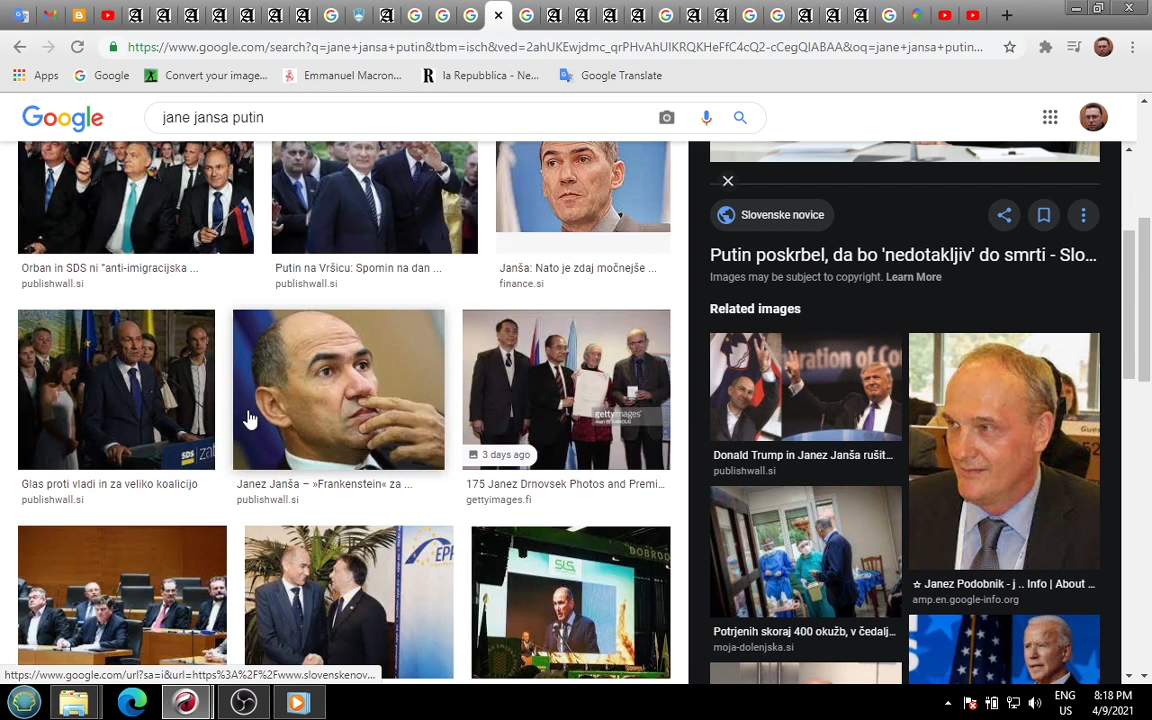 https://www.google.com/search?q=jane+jansa+putin&tbm=isch&ved=2ahUKEwjdmc_qrPHvAhUIKRQKHeFfC4cQ2-cCegQIABAA&oq=jane+jansa+putin...
Apps Google Convert your image... Emmanuel Macron... la Repubblica - Ne... Google Translate
Google jane jansa putin
Slovenske novice
Putin poskrbel, da bo 'nedotakljiv' do smrti - Slo...
Images may be subject to copyright. Learn More
Related images
Orban in SDS ni "anti-imigracijska ...
publishwall.si
Putin na Vršicu: Spomin na dan ...
publishwall.si
Janša: Nato je zdaj močnejše ...
finance.si
SDS
gettyimages
3 days ago
Glas proti vladi in za veliko koalicijo
publishwall.si
Janez Janša – »Frankenstein« za ...
publishwall.si
175 Janez Drnovsek Photos and Premi...
gettyimages.fi
Donald Trump in Janez Janša rušit...
publishwall.si
☆ Janez Podobnik - j .. Info | About ...
amp.en.google-info.org
Potrjenih skoraj 400 okužb, v čedalj...
moja-dolenjska.si
EPP
SLS
DOBROD
https://www.google.com/url?sa=i&url=https%3A%2F%2Fwww.slovenskenov...
ENG
US
8:18 PM
4/9/2021